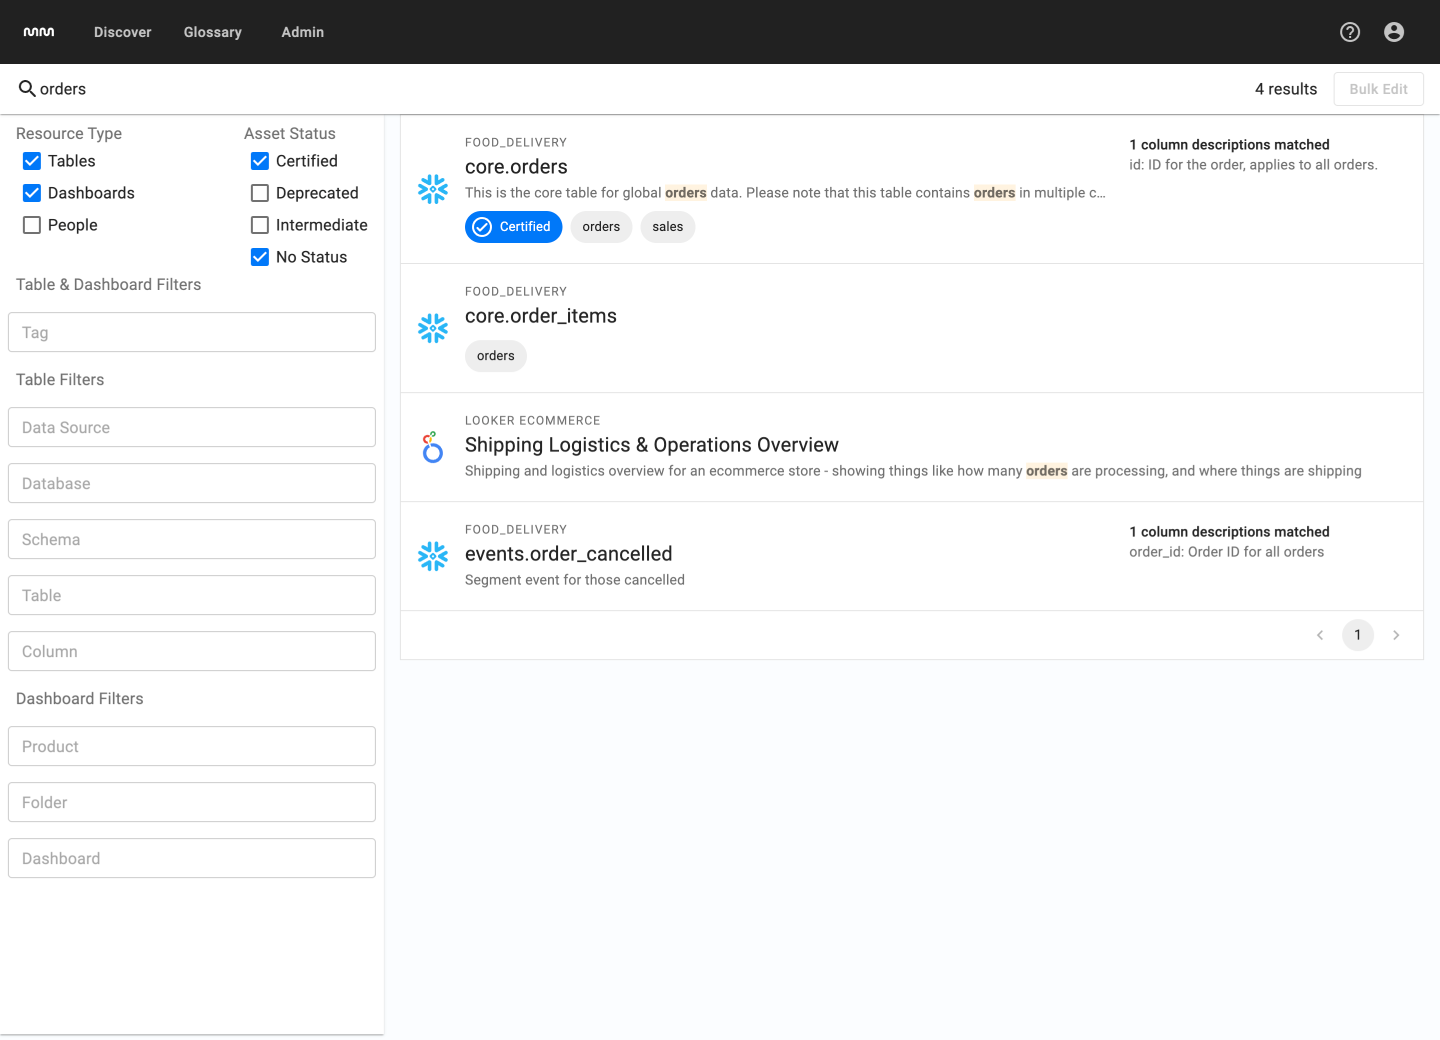 Discover Glossary Admin
orders
4 results
Bulk Edit
Resource Type
Tables
Dashboards
People
Asset Status
Certified
Deprecated
Intermediate
No Status
Table & Dashboard Filters
Tag
Table Filters
Data Source
Database
Schema
Table
Column
Dashboard Filters
Product
Folder
Dashboard
FOOD_DELIVERY
core.orders
This is the core table for global orders data. Please note that this table contains orders in multiple c...
Certified orders sales
1 column descriptions matched
id: ID for the order, applies to all orders.
FOOD_DELIVERY
core.order_items
orders
LOOKER ECOMMERCE
Shipping Logistics & Operations Overview
Shipping and logistics overview for an ecommerce store - showing things like how many orders are processing, and where things are shipping
FOOD_DELIVERY
events.order_cancelled
Segment event for those cancelled
1 column descriptions matched
order_id: Order ID for all orders
1